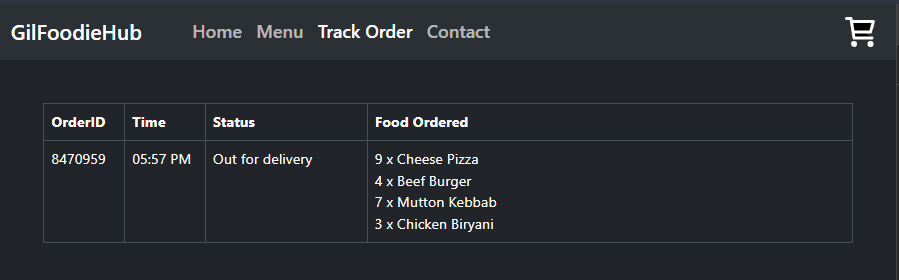 GilFoodieHub Home Menu Track Order Contact
OrderID Time Status Food Ordered
8470959 05:57 PM Out for delivery 9 x Cheese Pizza
4 x Beef Burger
7 x Mutton Kebbab
3 x Chicken Biryani